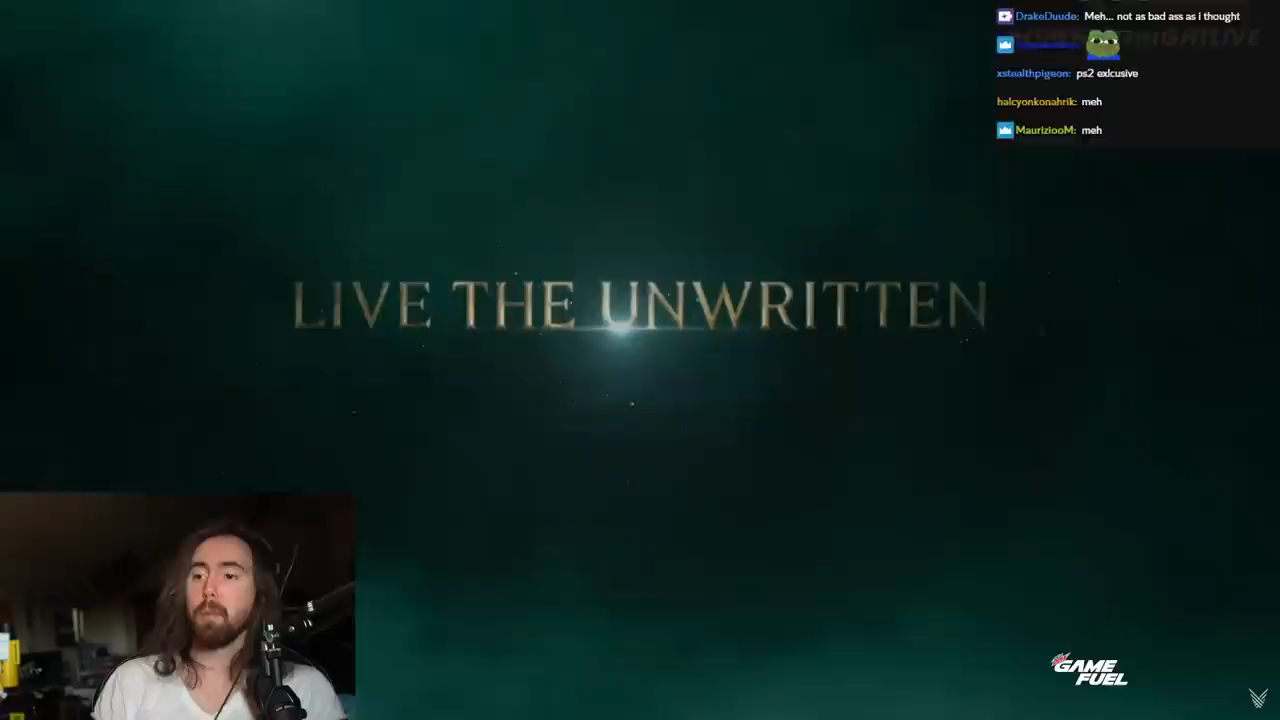 DrakeDuude: Meh... not as bad ass as i thought
xstealthpigeon: ps2 exlcusive
halcyonkonahrik: meh
MauriziooM: meh
LIVE THE UNWRITTEN
GAME
FUEL